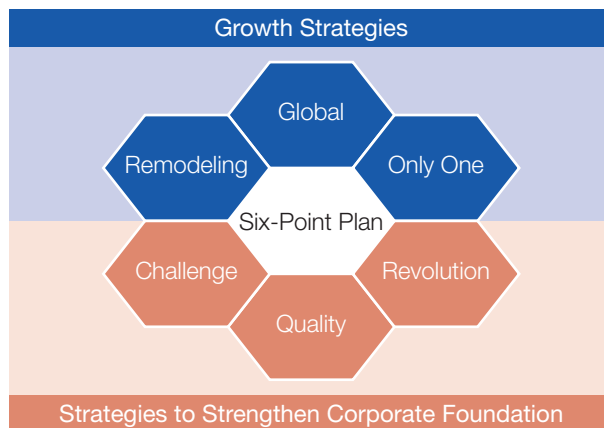 Growth Strategies
Global
Remodeling
Only One
Six-Point Plan
Challenge
Revolution
Quality
Strategies to Strengthen Corporate Foundation